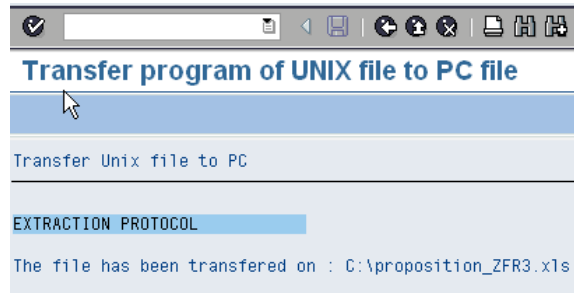 Transfer program of UNIX file to PC file
Transfer Unix file to PC
EXTRACTION PROTOCOL
The file has been transfered on : C:\proposition_ZFR3.xls